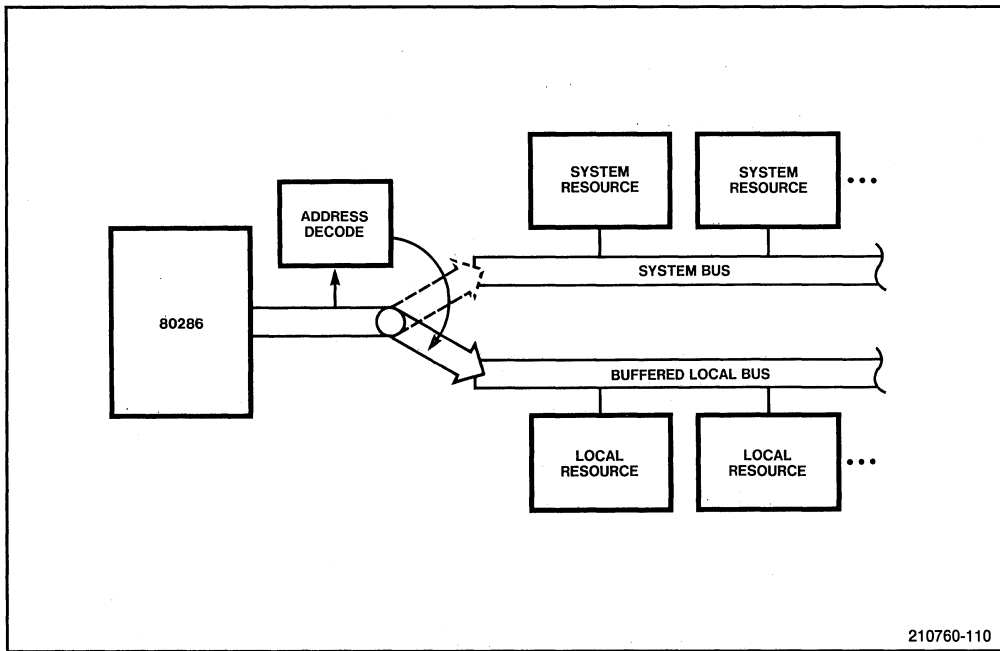 80286
ADDRESS
DECODE
SYSTEM
RESOURCE
SYSTEM
RESOURCE
SYSTEM BUS
BUFFERED LOCAL BUS
LOCAL
RESOURCE
LOCAL
RESOURCE
210760-110